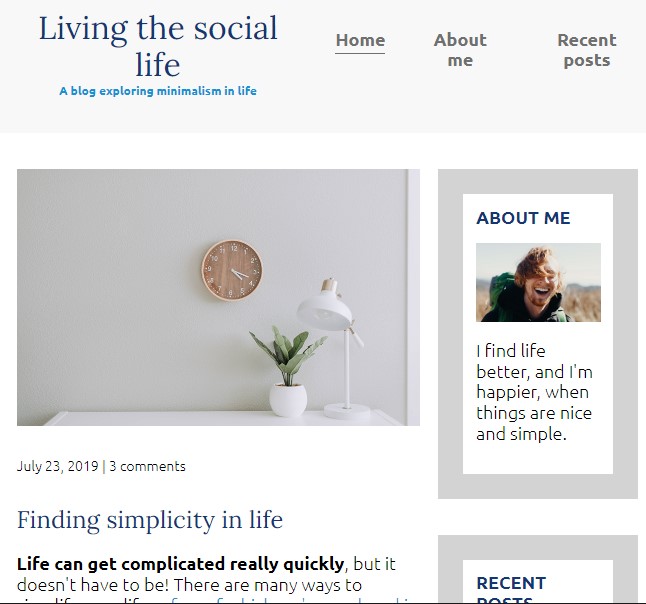 Living the social
life
A blog exploring minimalism in life
Home
About
me
Recent
posts
July 23, 2019 | 3 comments
Finding simplicity in life
Life can get complicated really quickly, but it
doesn't have to be! There are many ways to
ABOUT ME
I find life
better, and I'm
happier, when
things are nice
and simple.
RECENT
POSTS